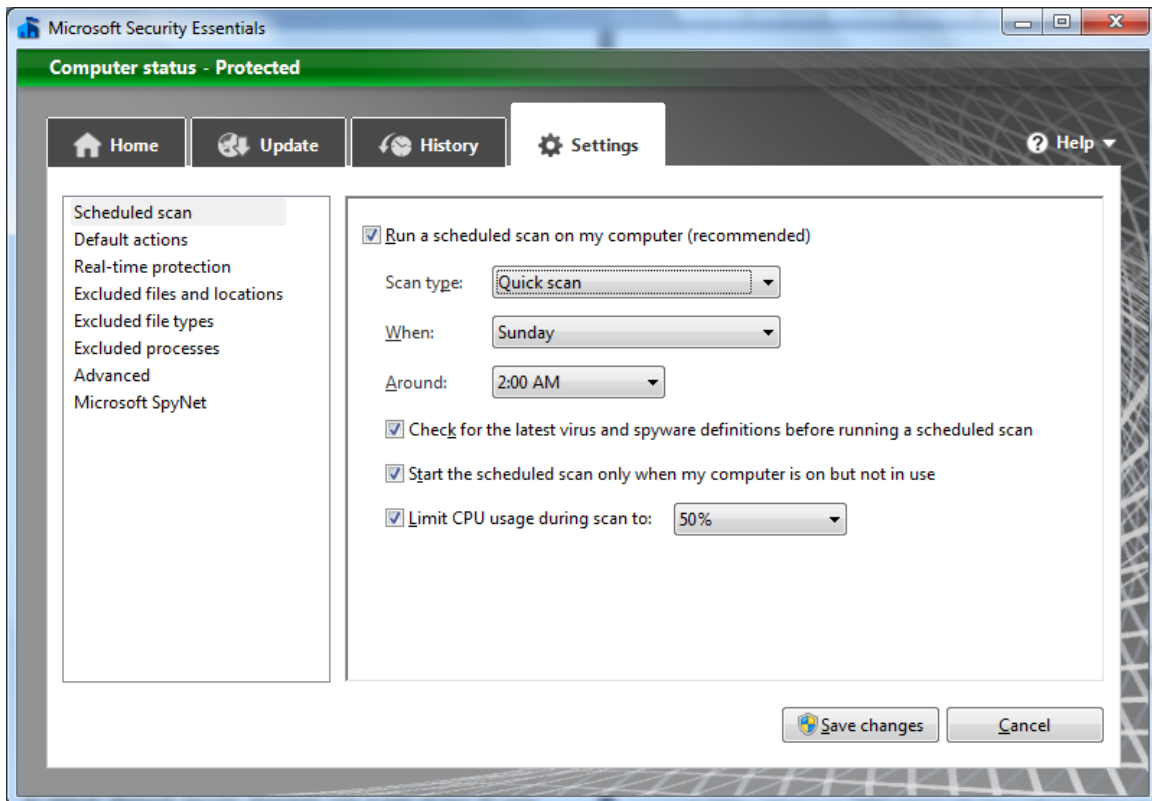 Microsoft Security Essentials
Computer status - Protected
Home Update History Settings Help
Scheduled scan
Default actions
Real-time protection
Excluded files and locations
Excluded file types
Excluded processes
Advanced
Microsoft SpyNet
Run a scheduled scan on my computer (recommended)
Scan type: Quick scan
When: Sunday
Around: 2:00 AM
Check for the latest virus and spyware definitions before running a scheduled scan
Start the scheduled scan only when my computer is on but not in use
Limit CPU usage during scan to: 50%
Save changes Cancel